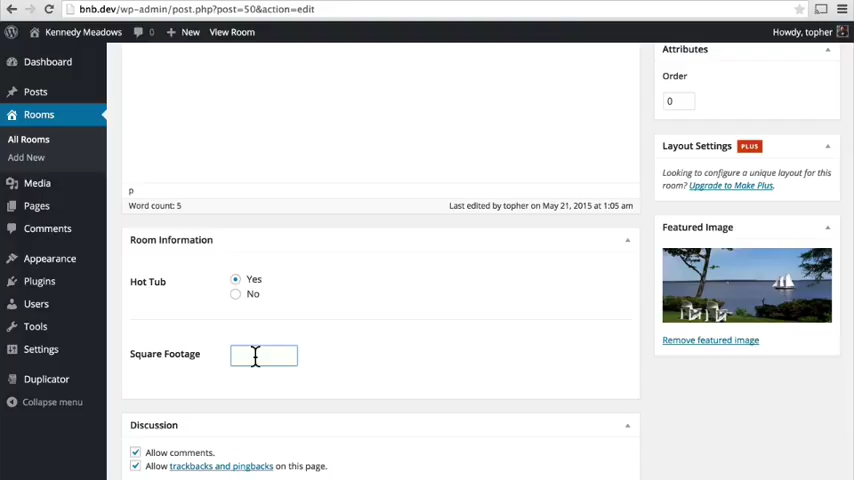 bnb.dev/wp-admin/post.php?post=50&action=edit
Kennedy Meadows 0 + New View Room Howdy, topher
Dashboard
Posts
Rooms
All Rooms
Add New
Media
Pages
Comments
Appearance
Plugins
Users
Tools
Settings
Duplicator
Collapse menu
p
Word count: 5 Last edited by topher on May 21, 2015 at 1:05 am
Room Information
Hot Tub Yes
No
Square Footage
Discussion
Allow comments.
Allow trackbacks and pingbacks on this page.
Attributes
Order
0
Layout Settings PLUS
Looking to configure a unique layout for this
room? Upgrade to Make Plus.
Featured Image
Remove featured image